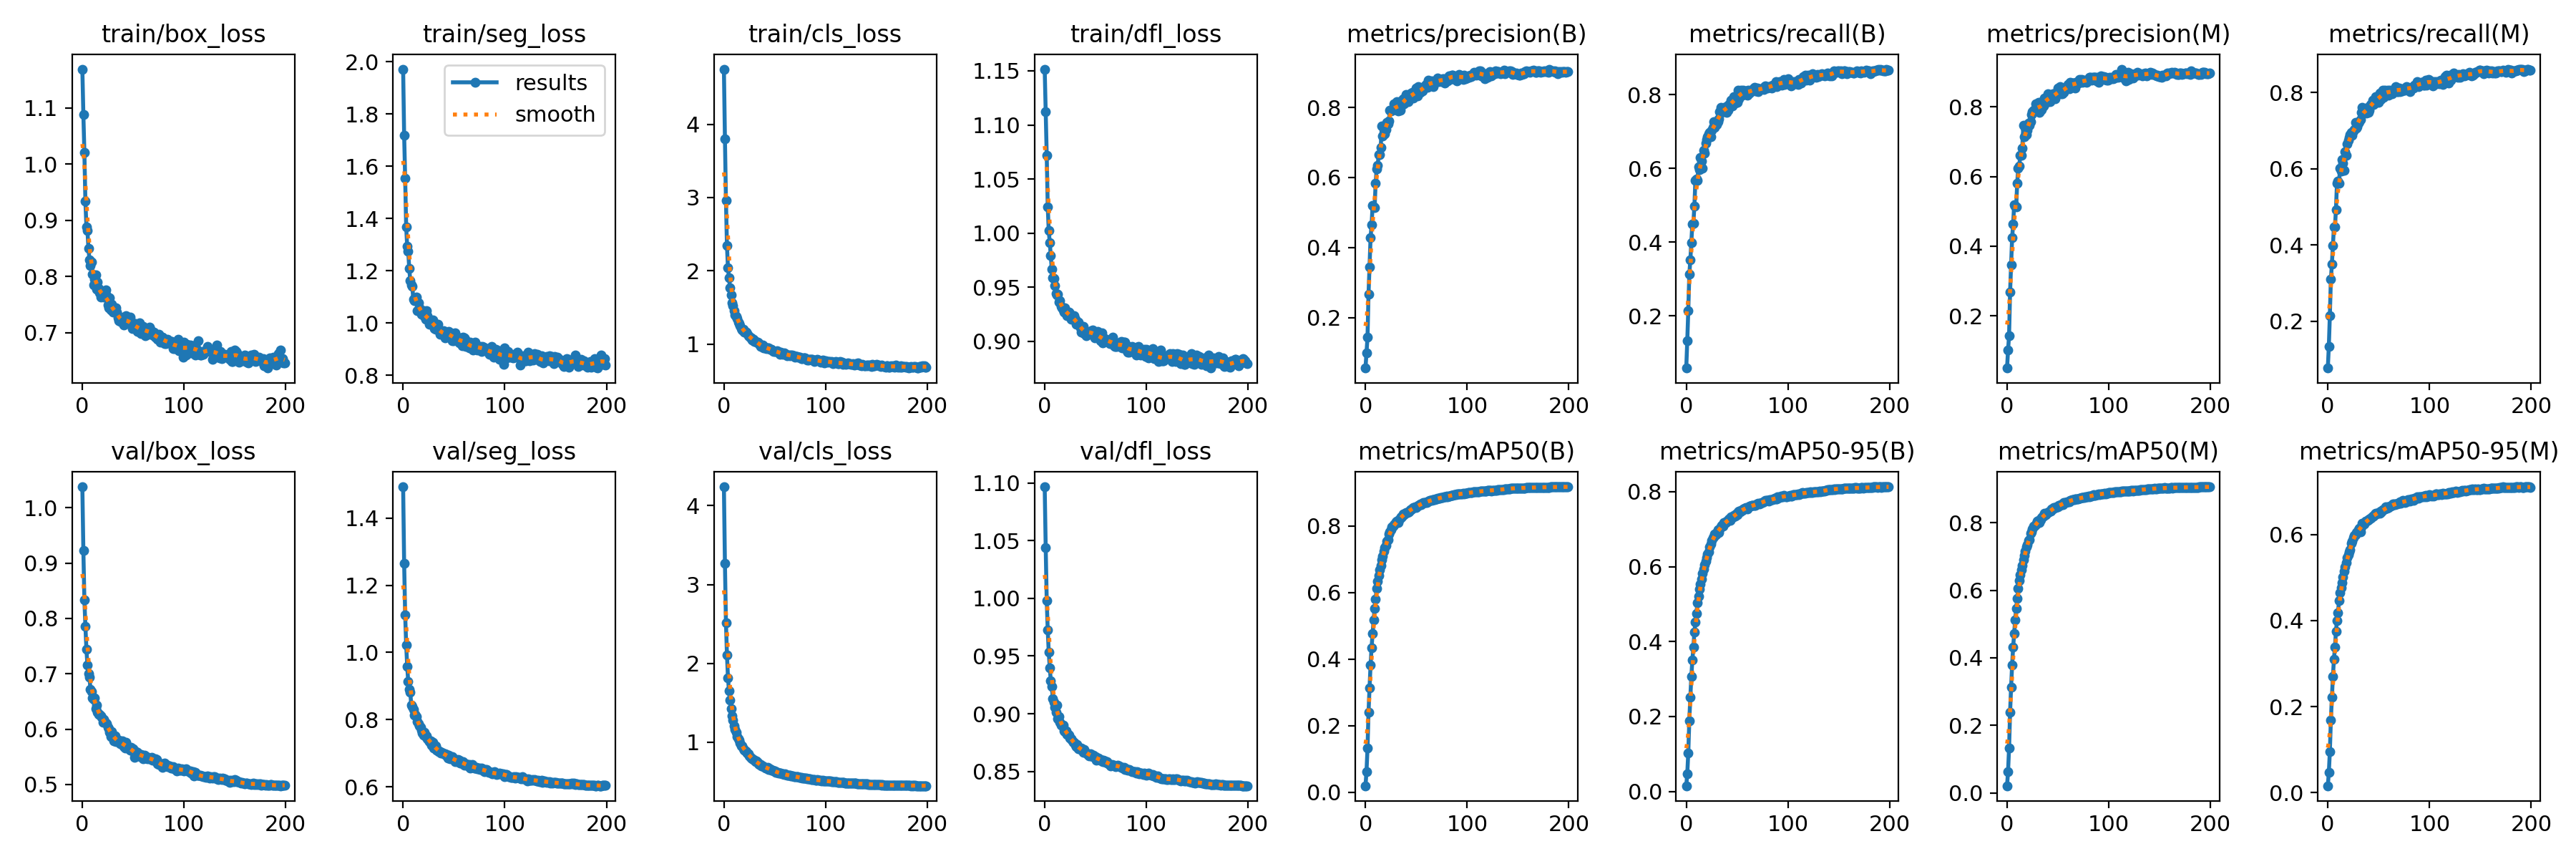 train/box_loss
train/seg_loss
train/cls_loss
train/dfl_loss
metrics/precision(B)
metrics/recall(B)
metrics/precision(M)
metrics/recall(M)
results
smooth
1.1
1.0
0.9
0.8
0.7
0 100 200
2.0
1.8
1.6
1.4
1.2
1.0
0.8
0 100 200
4
3
2
1
0 100 200
1.15
1.10
1.05
1.00
0.95
0.90
0 100 200
0.8
0.6
0.4
0.2
0 100 200
0.8
0.6
0.4
0.2
0 100 200
0.8
0.6
0.4
0.2
0 100 200
0.8
0.6
0.4
0.2
0 100 200
val/box_loss
val/seg_loss
val/cls_loss
val/dfl_loss
metrics/mAP50(B)
metrics/mAP50-95(B)
metrics/mAP50(M)
metrics/mAP50-95(M)
1.0
0.9
0.8
0.7
0.6
0.5
0 100 200
1.4
1.2
1.0
0.8
0.6
0 100 200
4
3
2
1
0 100 200
1.10
1.05
1.00
0.95
0.90
0.85
0 100 200
0.8
0.6
0.4
0.2
0.0
0 100 200
0.8
0.6
0.4
0.2
0.0
0 100 200
0.8
0.6
0.4
0.2
0.0
0 100 200
0.6
0.4
0.2
0.0
0 100 200